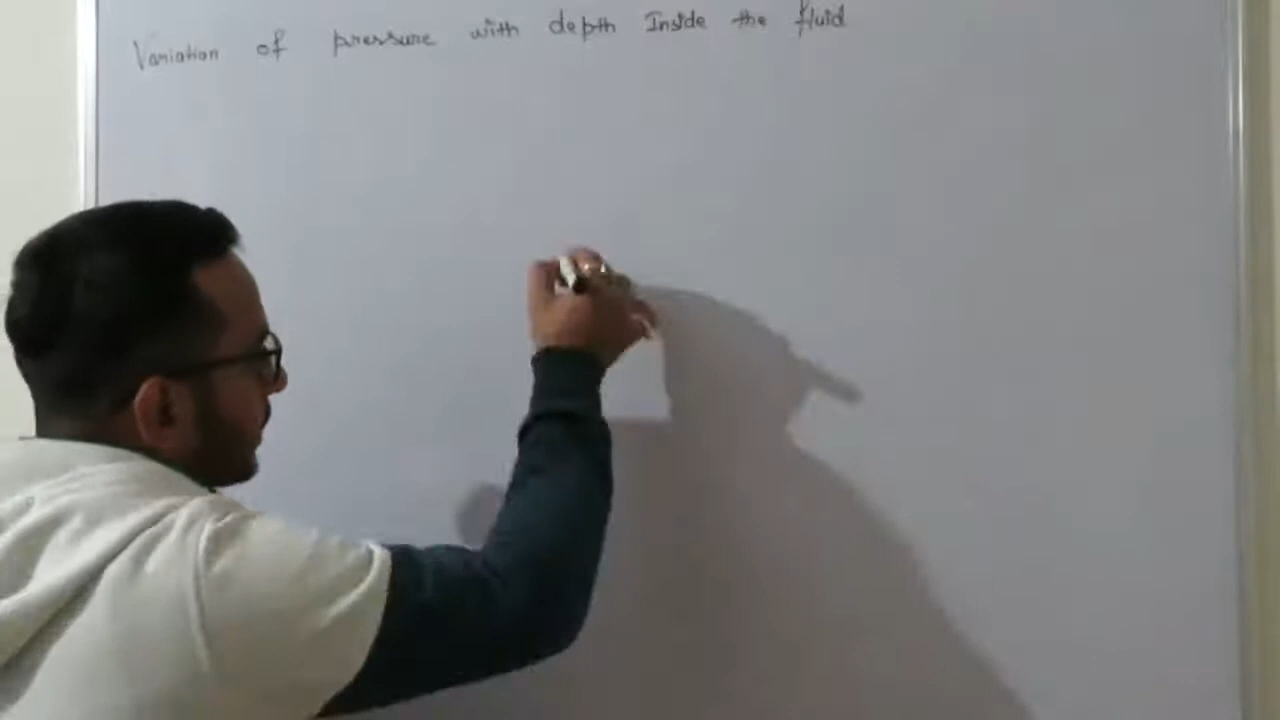 Variation of pressure with depth Inside the fluid